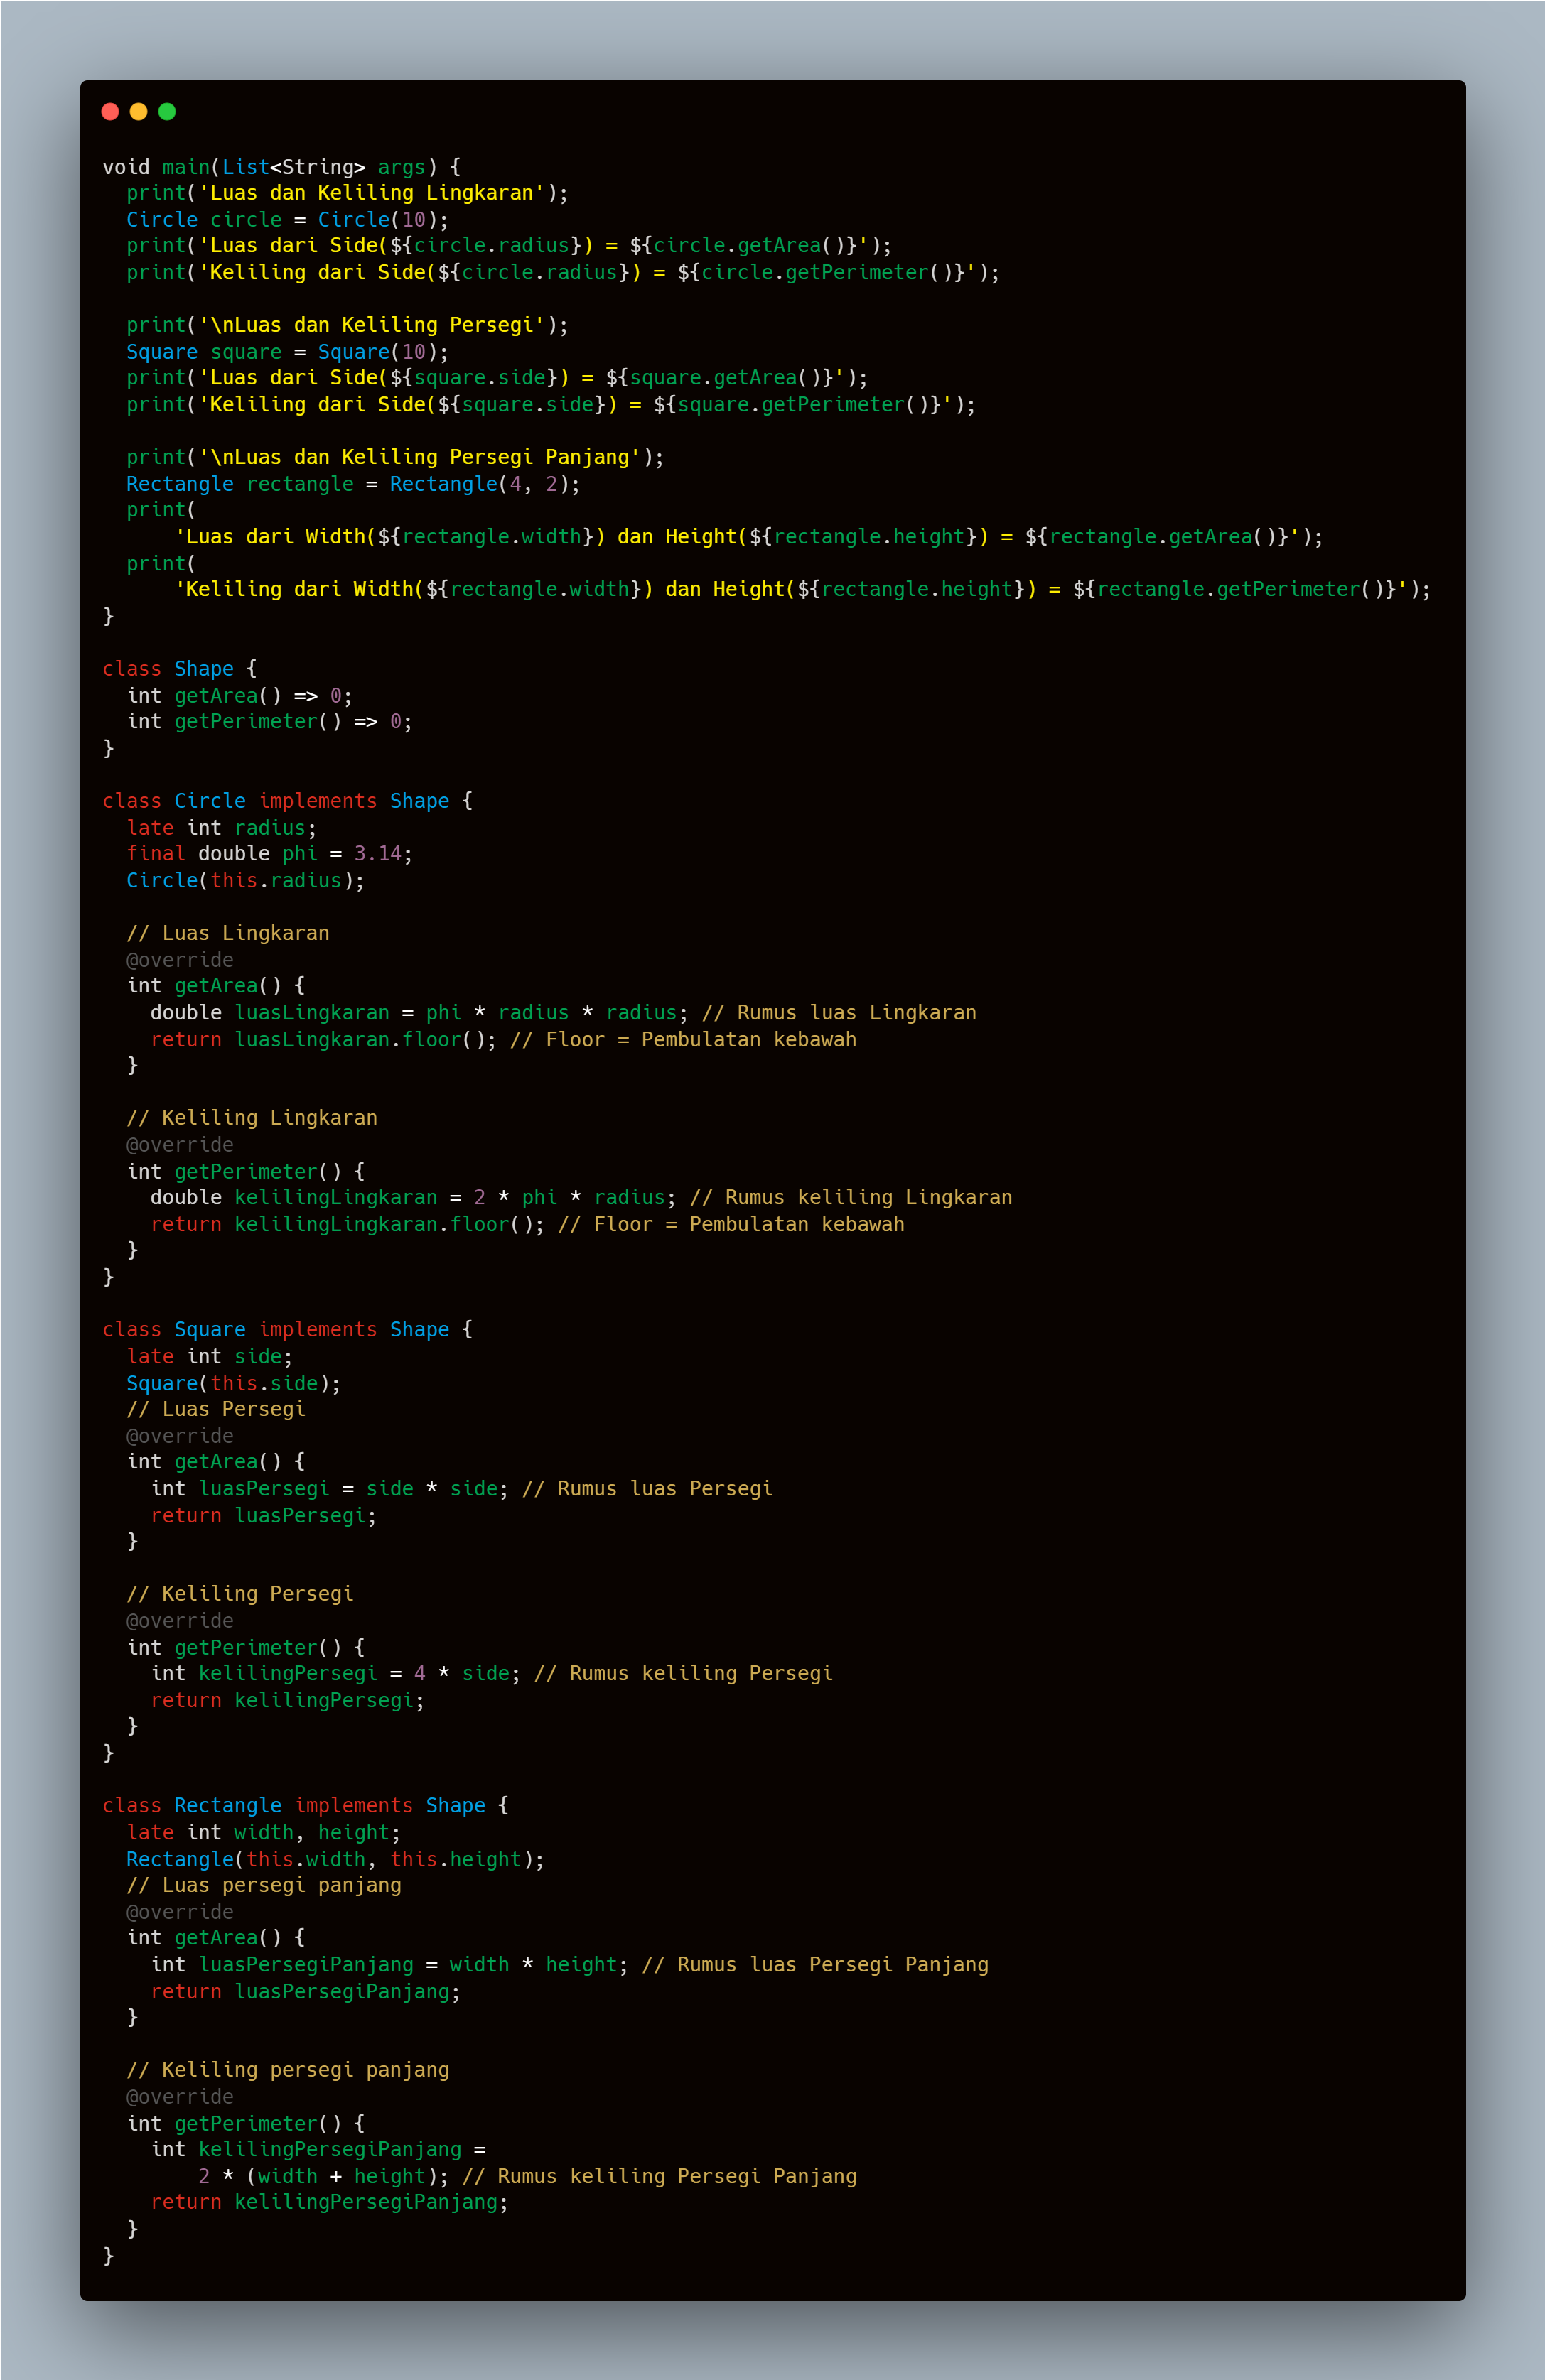 void main(List<String> args) {
  print('Luas dan Keliling Lingkaran');
  Circle circle = Circle(10);
  print('Luas dari Side(${circle.radius}) = ${circle.getArea()}');
  print('Keliling dari Side(${circle.radius}) = ${circle.getPerimeter()}');

  print('\nLuas dan Keliling Persegi');
  Square square = Square(10);
  print('Luas dari Side(${square.side}) = ${square.getArea()}');
  print('Keliling dari Side(${square.side}) = ${square.getPerimeter()}');

  print('\nLuas dan Keliling Persegi Panjang');
  Rectangle rectangle = Rectangle(4, 2);
  print(
      'Luas dari Width(${rectangle.width}) dan Height(${rectangle.height}) = ${rectangle.getArea()}');
  print(
      'Keliling dari Width(${rectangle.width}) dan Height(${rectangle.height}) = ${rectangle.getPerimeter()}');
}

class Shape {
  int getArea() => 0;
  int getPerimeter() => 0;
}

class Circle implements Shape {
  late int radius;
  final double phi = 3.14;
  Circle(this.radius);

  // Luas Lingkaran
  @override
  int getArea() {
    double luasLingkaran = phi * radius * radius; // Rumus luas Lingkaran
    return luasLingkaran.floor(); // Floor = Pembulatan kebawah
  }

  // Keliling Lingkaran
  @override
  int getPerimeter() {
    double kelilingLingkaran = 2 * phi * radius; // Rumus keliling Lingkaran
    return kelilingLingkaran.floor(); // Floor = Pembulatan kebawah
  }
}

class Square implements Shape {
  late int side;
  Square(this.side);
  // Luas Persegi
  @override
  int getArea() {
    int luasPersegi = side * side; // Rumus luas Persegi
    return luasPersegi;
  }

  // Keliling Persegi
  @override
  int getPerimeter() {
    int kelilingPersegi = 4 * side; // Rumus keliling Persegi
    return kelilingPersegi;
  }
}

class Rectangle implements Shape {
  late int width, height;
  Rectangle(this.width, this.height);
  // Luas persegi panjang
  @override
  int getArea() {
    int luasPersegiPanjang = width * height; // Rumus luas Persegi Panjang
    return luasPersegiPanjang;
  }

  // Keliling persegi panjang
  @override
  int getPerimeter() {
    int kelilingPersegiPanjang =
        2 * (width + height); // Rumus keliling Persegi Panjang
    return kelilingPersegiPanjang;
  }
}